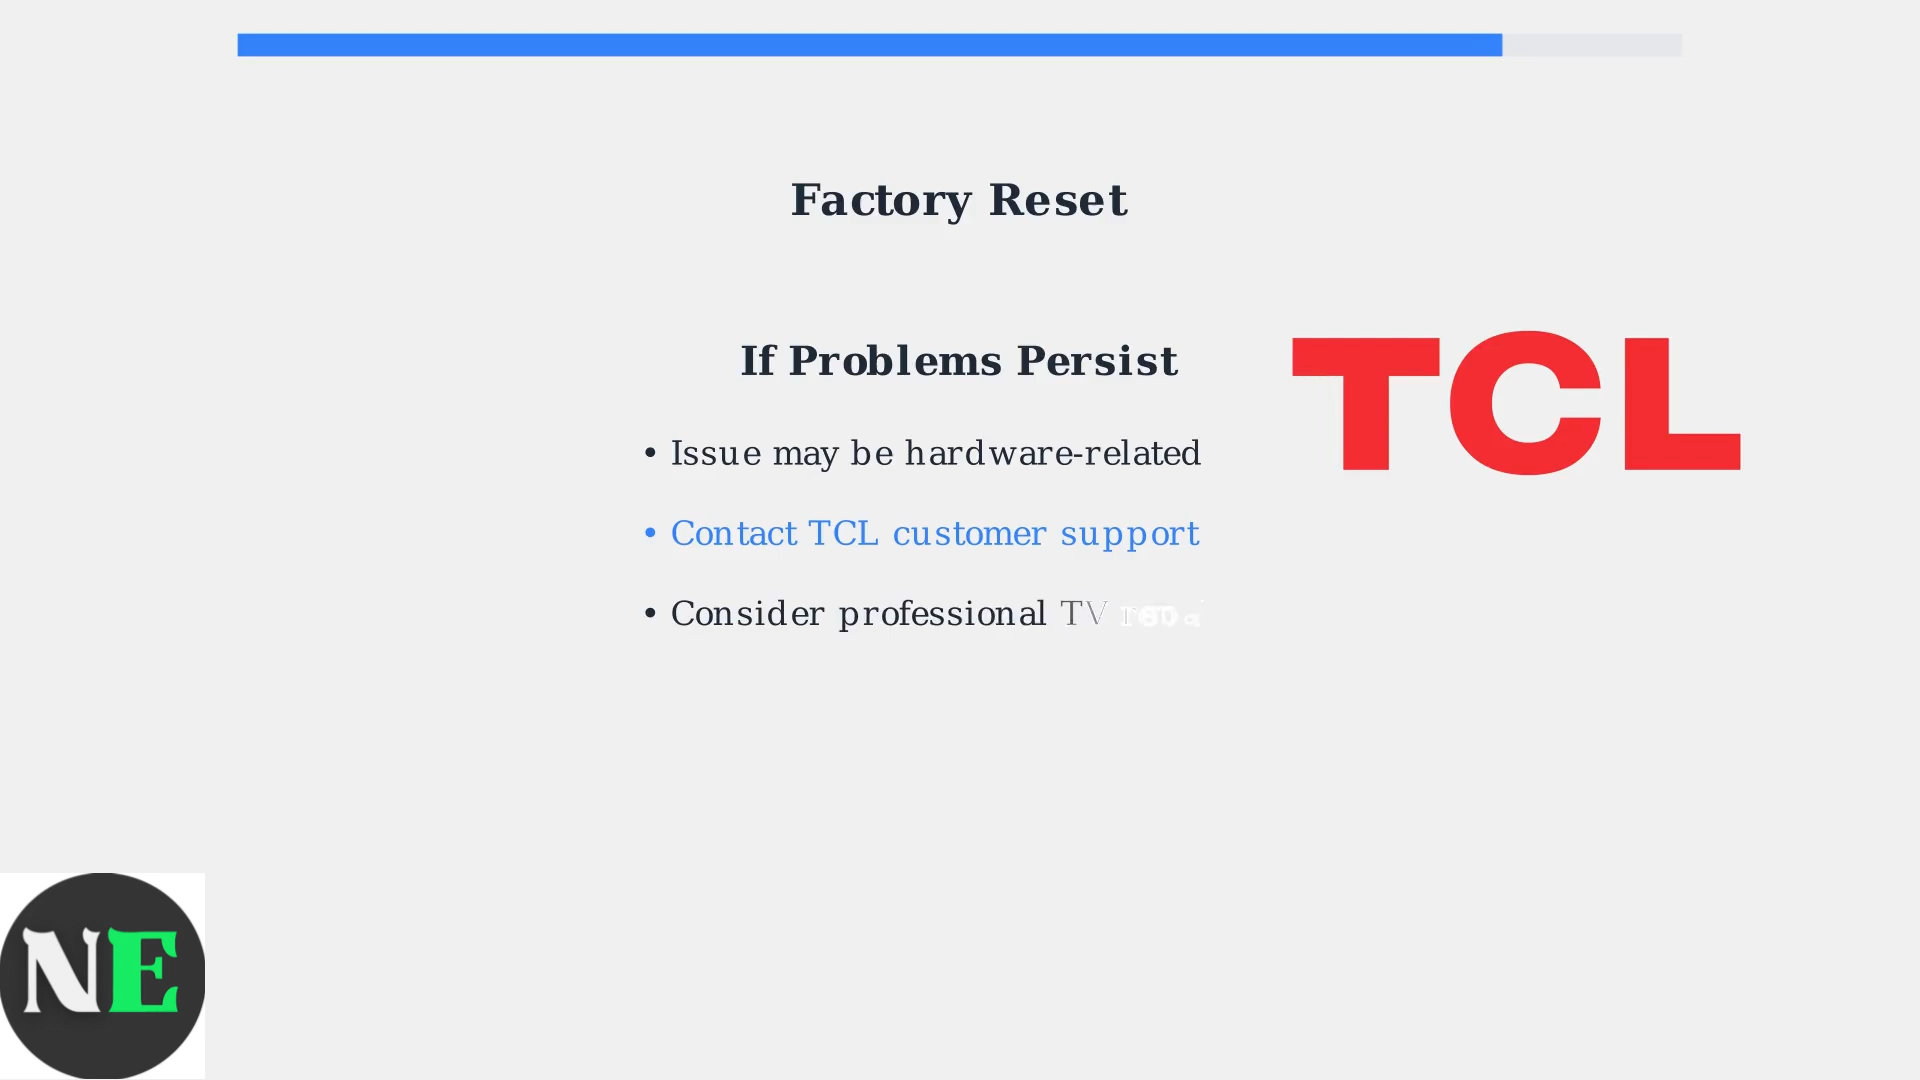 Factory Reset
If Problems Persist
TCL
• Issue may be hardware-related
• Contact TCL customer support
• Consider professional TV
NE